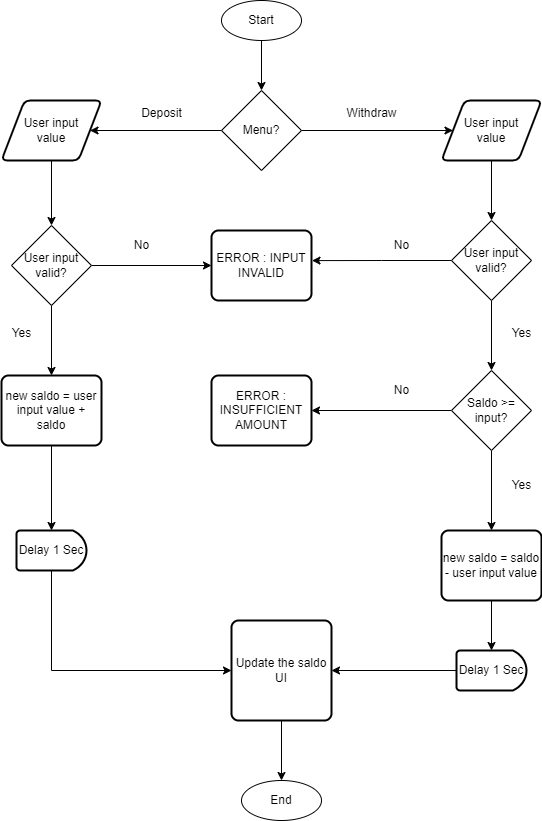 Start
Deposit
Menu?
Withdraw
User input
value
User input
value
User input
valid?
No
ERROR : INPUT
INVALID
No
User input
valid?
Yes
Yes
new saldo = user
input value +
saldo
ERROR :
INSUFFICIENT
AMOUNT
No
Saldo >=
input?
Yes
Delay 1 Sec
new saldo = saldo
- user input value
Update the saldo
UI
Delay 1 Sec
End